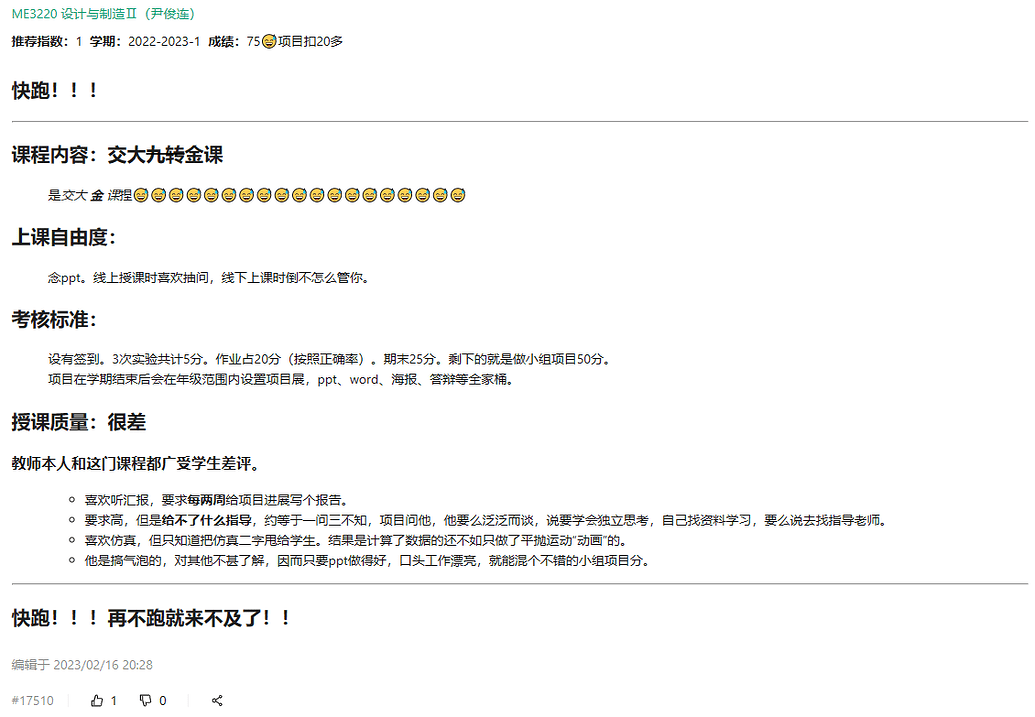 ME3220 设计与制造Ⅱ（尹俊连）
推荐指数：1 学期：2022-2023-1 成绩：75😅项目扣20多
快跑！！！
课程内容：交大九转金课
是交大 金 课捏😅😅😅😅😅😅😅😅😅😅😅😅😅😅😅😅😅😅😅
上课自由度：
念ppt。线上授课时喜欢抽问，线下上课时倒不怎么管你。
考核标准：
设有签到。3次实验共计5分。作业占20分（按照正确率）。期末25分。剩下的就是做小组项目50分。
项目在学期结束后会在年级范围内设置项目展，ppt、word、海报、答辩等全家桶。
授课质量：很差
教师本人和这门课程都广受学生差评。
喜欢听汇报，要求每两周给项目进展写个报告。
要求高，但是给不了什么指导，约等于一问三不知，项目问他，他要么泛泛而谈，说要学会独立思考，自己找资料学习，要么说去找指导老师。
喜欢仿真，但只知道把仿真二字甩给学生。结果是计算了数据的还不如只做了平抛运动“动画”的。
他是搞气泡的，对其他不甚了解，因而只要ppt做得好，口头工作漂亮，就能混个不错的小组项目分。
快跑！！！再不跑就来不及了！！
编辑于 2023/02/16 20:28
#17510 1 0